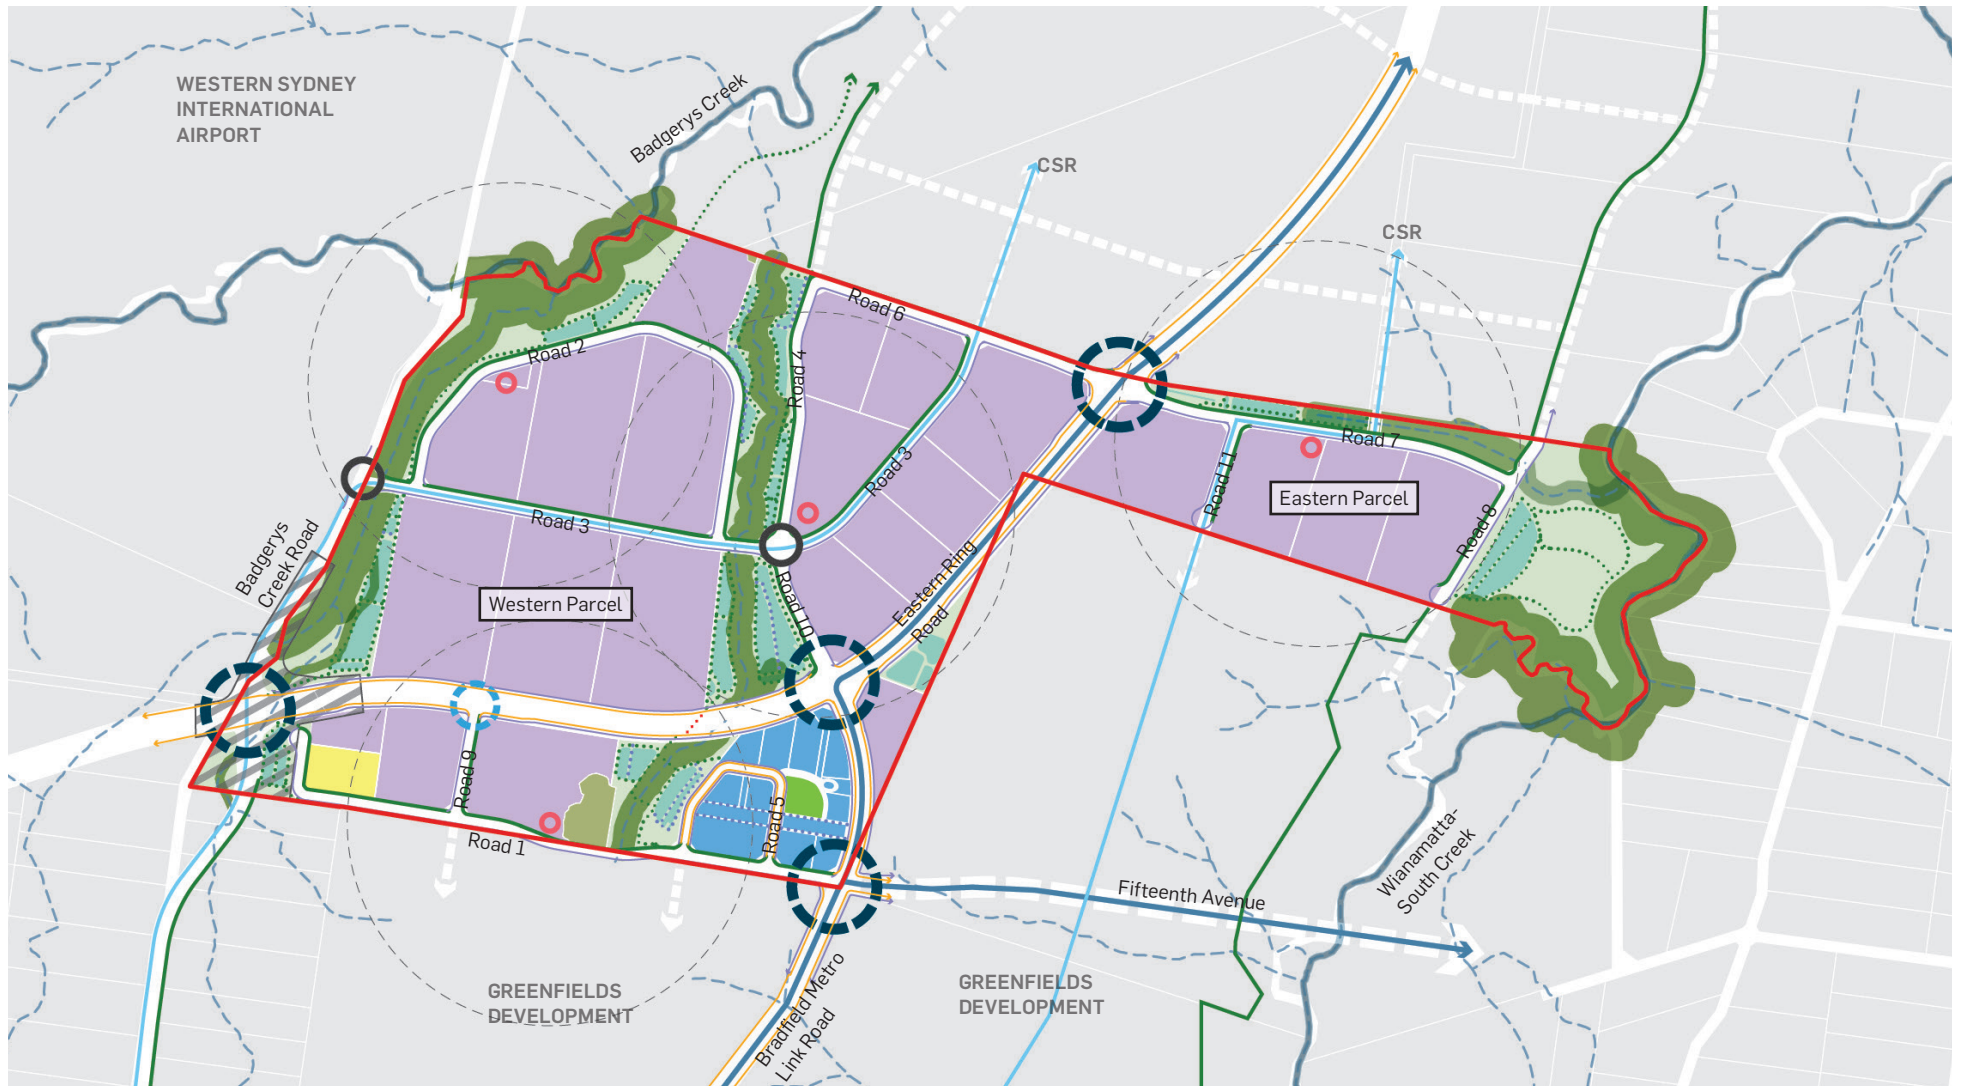 WESTERN SYDNEY
INTERNATIONAL
AIRPORT
Badgerys Creek
CSR
CSR
Road 6
Road 2
Road 4
Road 7
Road 3
Road 11
Eastern Parcel
Road 3
Road 8
Badgerys
Creek Road
Western Parcel
Road 10
Eastern Ring
Road
Road 9
Road 5
Road 1
Fifteenth Avenue
Wianamatta-
South Creek
GREENFIELDS
DEVELOPMENT
Bradfield Metro
Link Road
GREENFIELDS
DEVELOPMENT